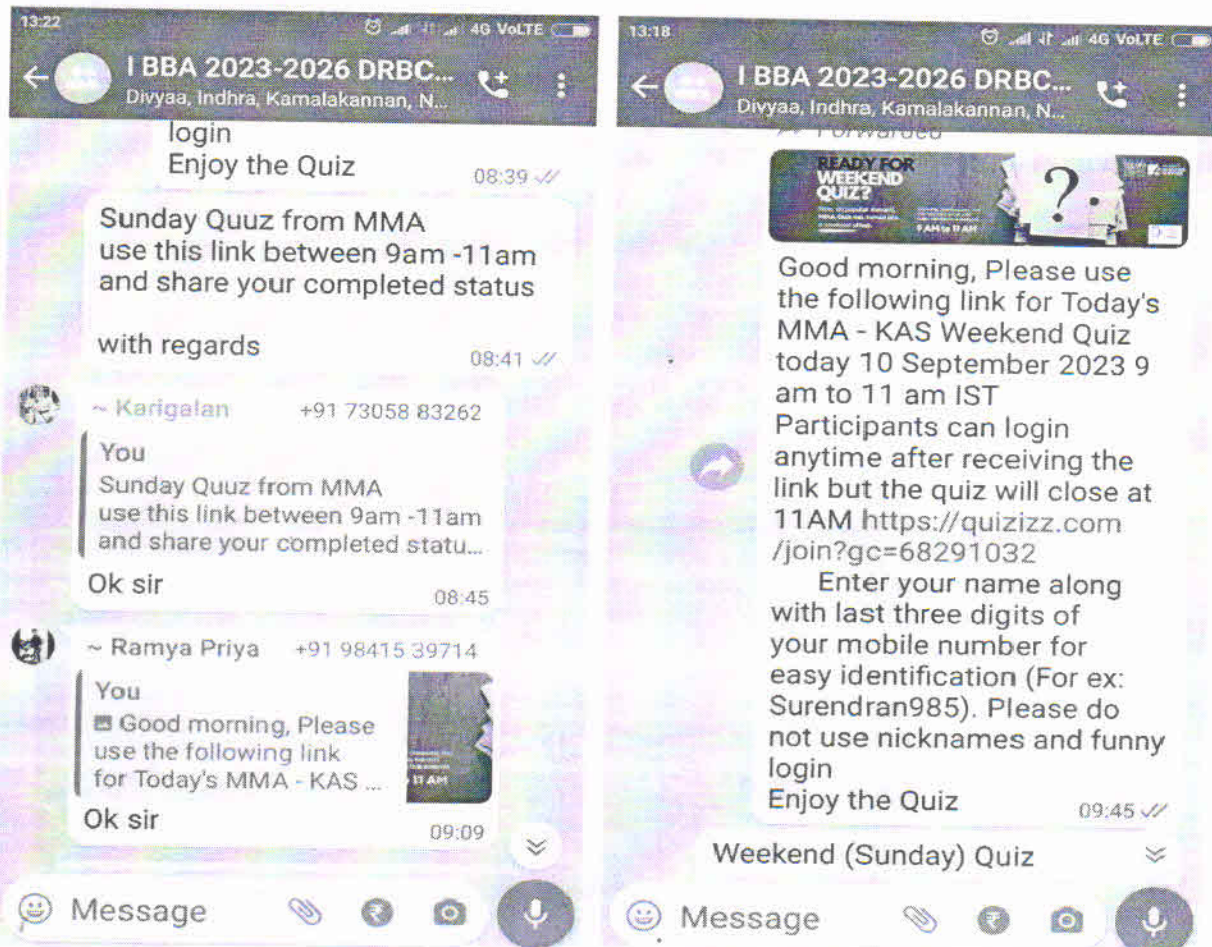 13:22
4G VoLTE
I BBA 2023-2026 DRBC...
Divyaa, Indhra, Kamalakannan, N...
login
Enjoy the Quiz
08:39
Sunday Quuz from MMA
use this link between 9am -11am
and share your completed status
with regards
08:41
~ Karigalan +91 73058 83262
You
Sunday Quuz from MMA
use this link between 9am -11am
and share your completed statu...
Ok sir
08:45
~ Ramya Priya +91 98415 39714
You
Good morning, Please
use the following link
for Today's MMA - KAS ...
11 AM
Ok sir
09:09
Message
13:18
4G VoLTE
I BBA 2023-2026 DRBC...
Divyaa, Indhra, Kamalakannan, N...
Forwarded
READY FOR
WEEKEND
QUIZ?
9 AM to 11 AM
?
Good morning, Please use
the following link for Today's
MMA - KAS Weekend Quiz
today 10 September 2023 9
am to 11 am IST
Participants can login
anytime after receiving the
link but the quiz will close at
11AM https://quizizz.com
/join?gc=68291032
Enter your name along
with last three digits of
your mobile number for
easy identification (For ex:
Surendran985). Please do
not use nicknames and funny
login
Enjoy the Quiz
09:45
Weekend (Sunday) Quiz
Message